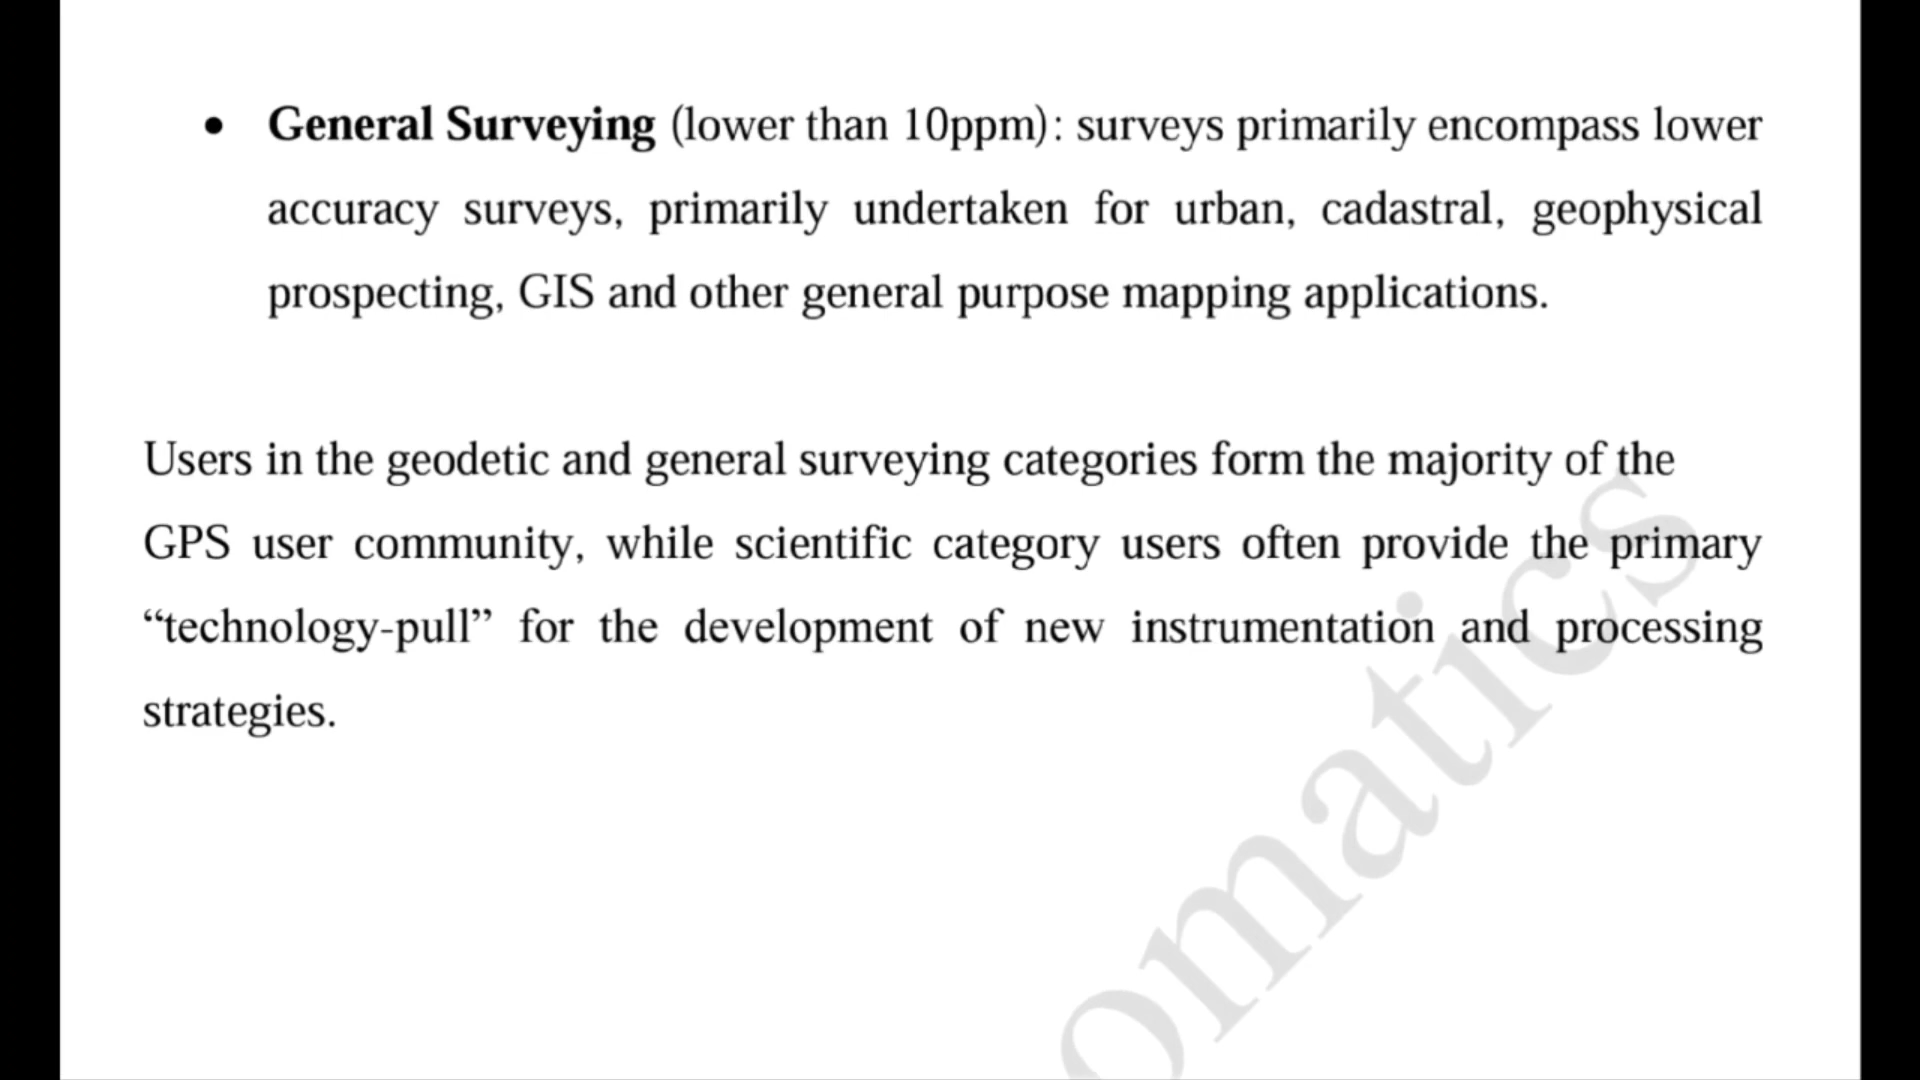 • General Surveying (lower than 10ppm): surveys primarily encompass lower
accuracy surveys, primarily undertaken for urban, cadastral, geophysical
prospecting, GIS and other general purpose mapping applications.
Users in the geodetic and general surveying categories form the majority of the
GPS user community, while scientific category users often provide the primary
“technology-pull” for the development of new instrumentation and processing
strategies.
omatics